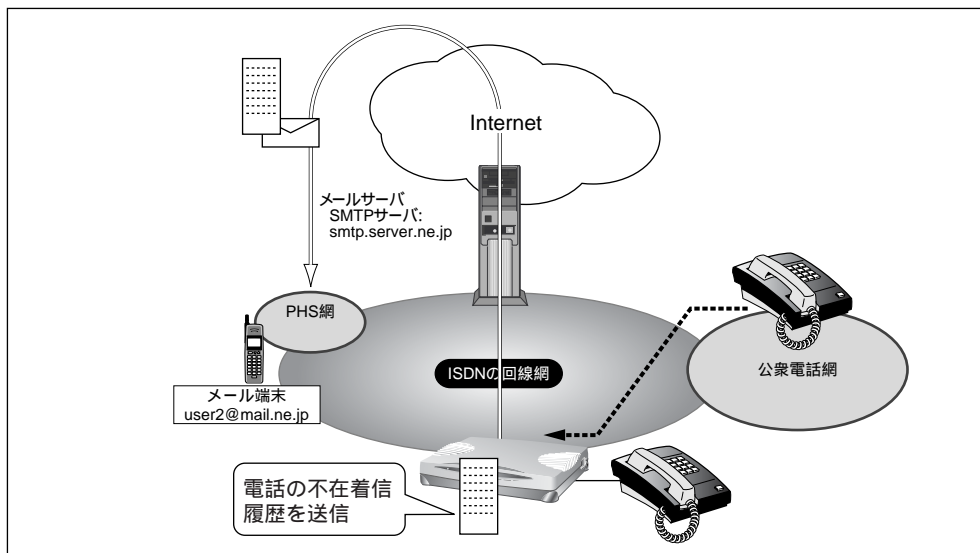 Internet
メールサーバ
SMTPサーバ:
smtp.server.ne.jp
PHS網
ISDNの回線網
公衆電話網
メール端末
user2@mail.ne.jp
電話の不在着信
履歴を送信